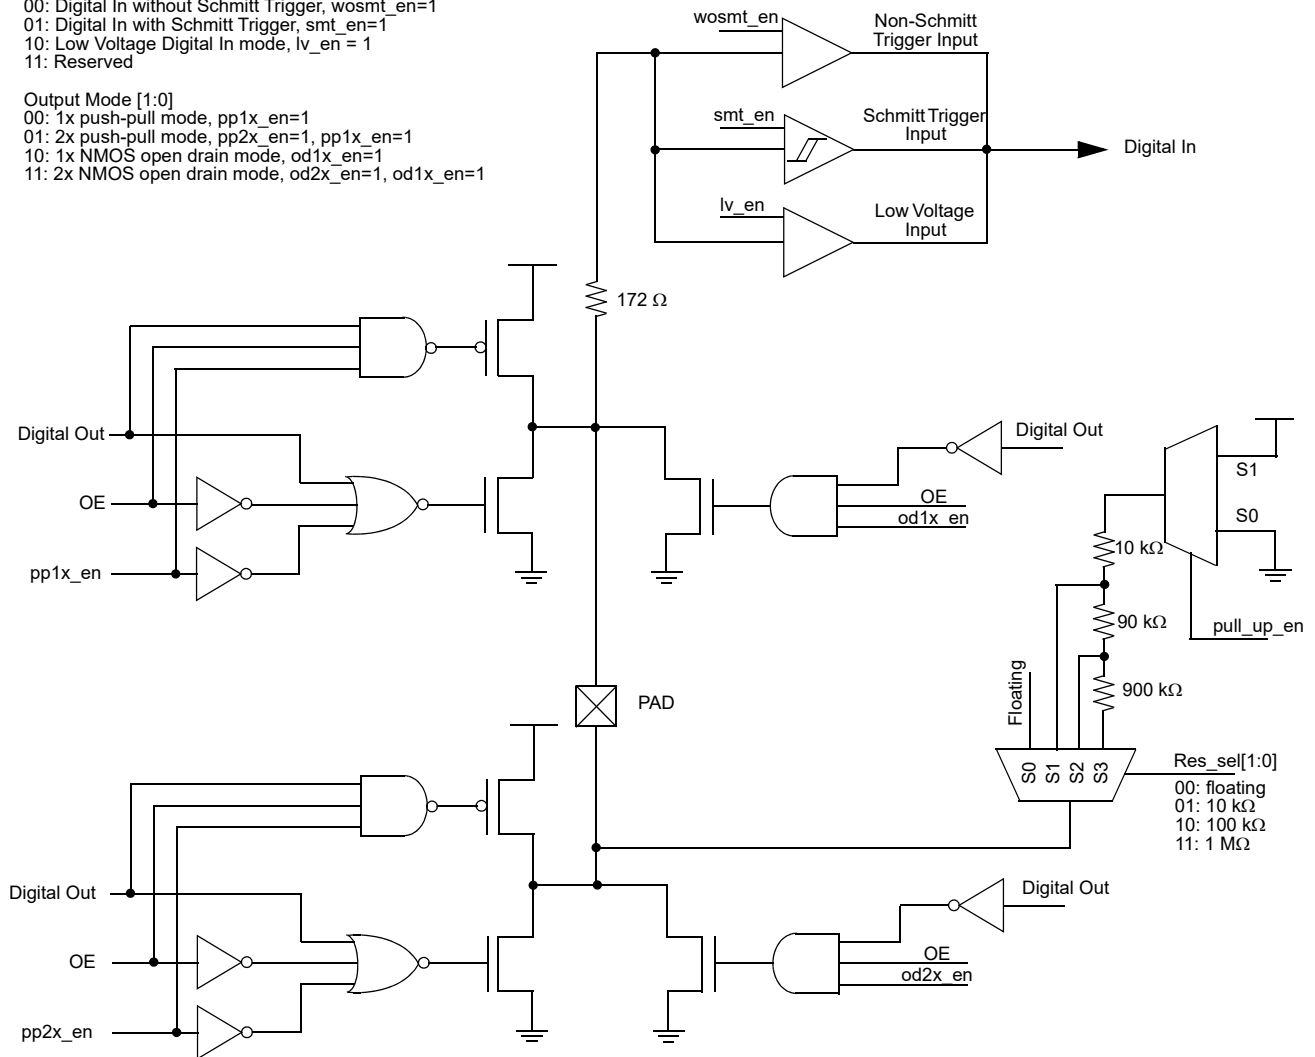 00: Digital In without Schmitt Trigger, wosmt_en=1
01: Digital In with Schmitt Trigger, smt_en=1
10: Low Voltage Digital In mode, lv_en = 1
11: Reserved
Output Mode [1:0]
00: 1x push-pull mode, pp1x_en=1
01: 2x push-pull mode, pp2x_en=1, pp1x_en=1
10: 1x NMOS open drain mode, od1x_en=1
11: 2x NMOS open drain mode, od2x_en=1, od1x_en=1
wosmt_en
Non-Schmitt
Trigger Input
smt_en
Schmitt Trigger
Input
Digital In
lv_en
Low Voltage
Input
172 Ω
Digital Out
OE
pp1x_en
Digital Out
OE
od1x_en
S1
S0
10 kΩ
90 kΩ
pull_up_en
900 kΩ
Floating
PAD
S0
S1
S2
S3
Res_sel[1:0]
00: floating
01: 10 kΩ
10: 100 kΩ
11: 1 MΩ
Digital Out
OE
pp2x_en
Digital Out
OE
od2x_en